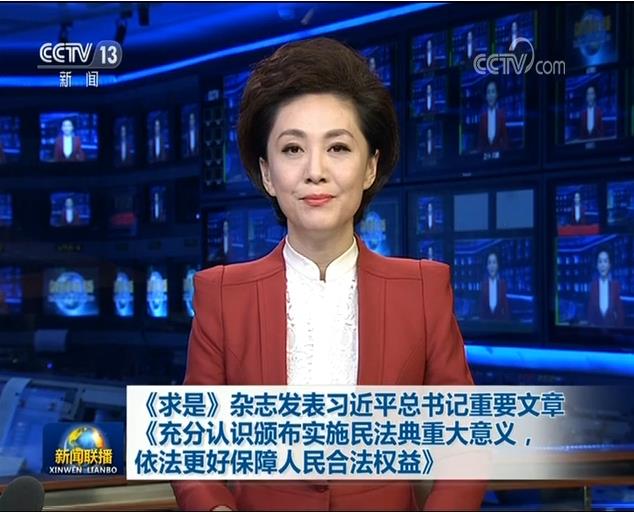 CCTV 13
新闻
CCTV.com
《求是》杂志发表习近平总书记重要文章
《充分认识颁布实施民法典重大意义，
依法更好保障人民合法权益》
新闻联播
XINWEN LIANBO